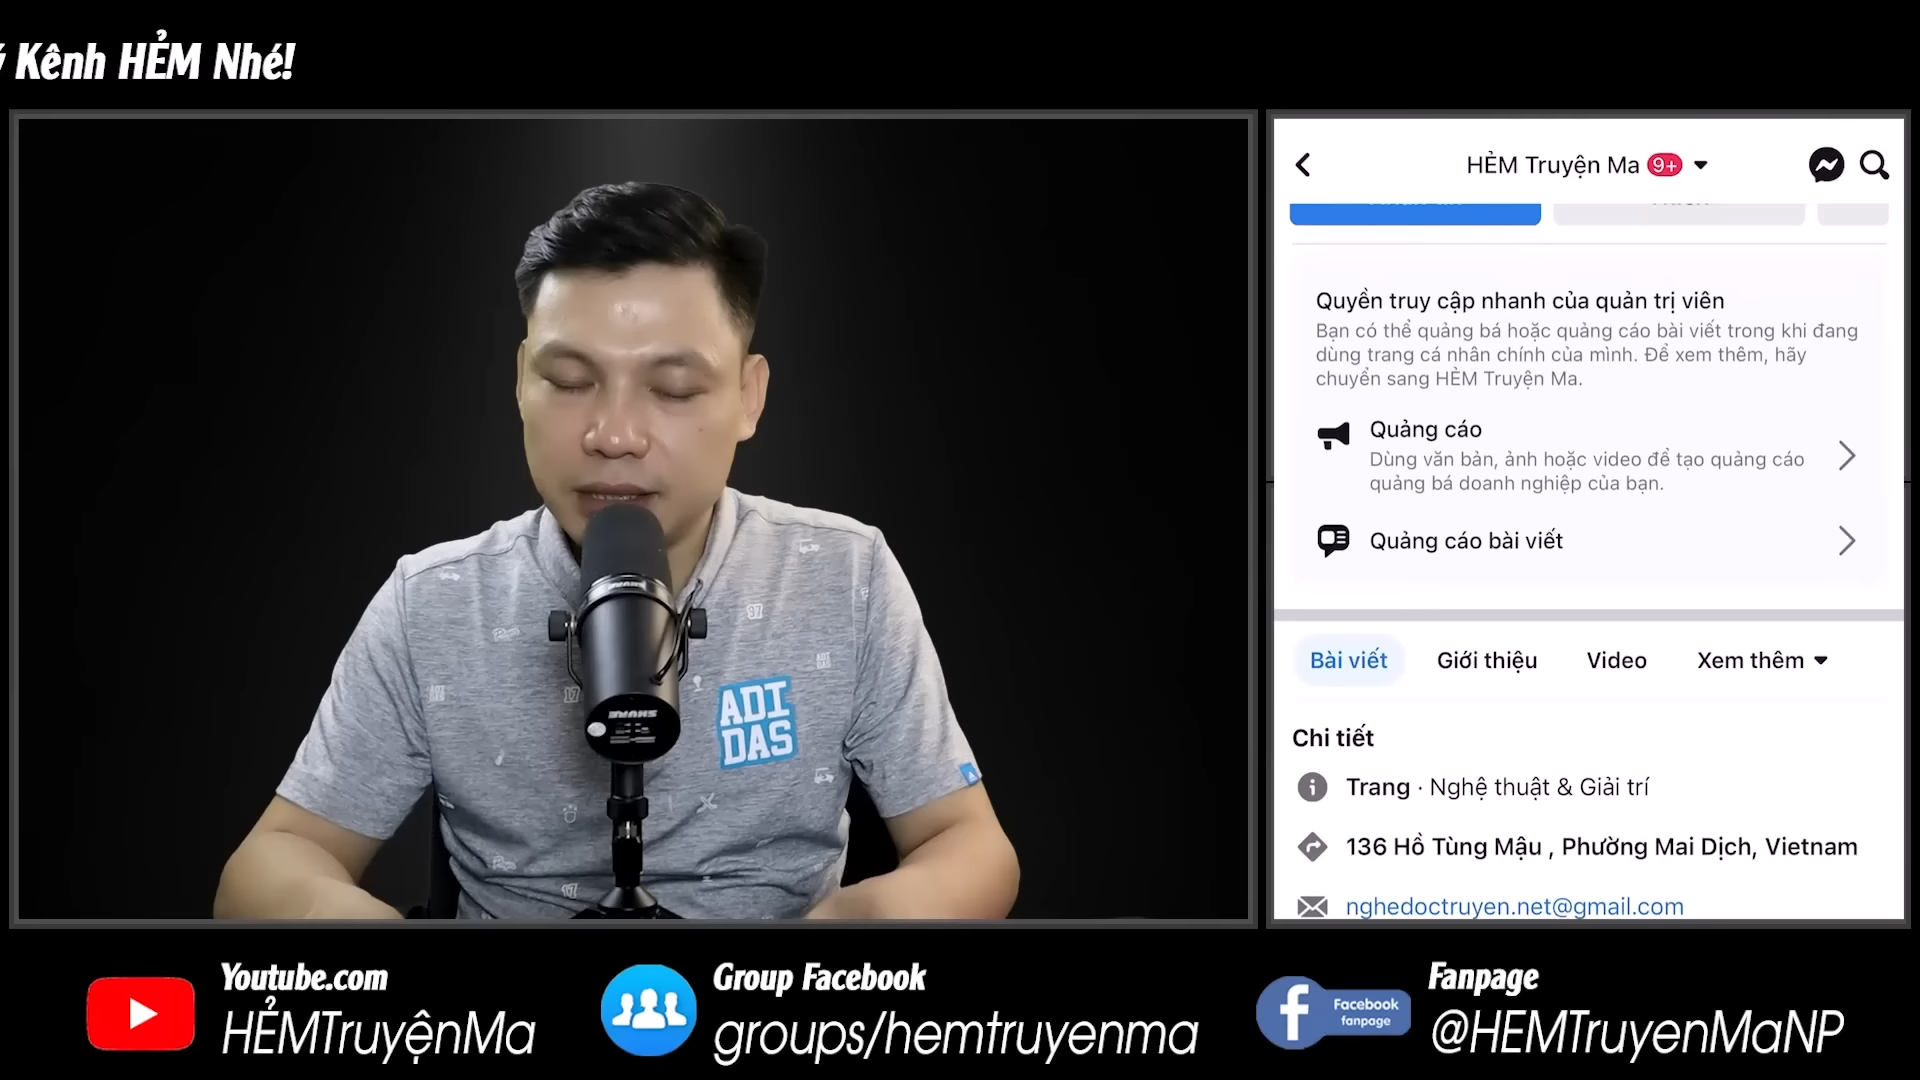 Kênh HẺM Nhé!
HẺM Truyện Ma 9+
Quyền truy cập nhanh của quản trị viên
Bạn có thể quảng bá hoặc quảng cáo bài viết trong khi đang
dùng trang cá nhân chính của mình. Để xem thêm, hãy
chuyển sang HẺM Truyện Ma.
Quảng cáo
Dùng văn bản, ảnh hoặc video để tạo quảng cáo
quảng bá doanh nghiệp của bạn.
Quảng cáo bài viết
Bài viết
Giới thiệu
Video
Xem thêm
Chi tiết
Trang · Nghệ thuật & Giải trí
136 Hồ Tùng Mậu , Phường Mai Dịch, Vietnam
nghedoctruyen.net@gmail.com
ADI
DAS
SHURE
Youtube.com
HẺMTruyệnMa
Group Facebook
groups/hemtruyenma
Facebook
fanpage
Fanpage
@HEMTruyenMaNP